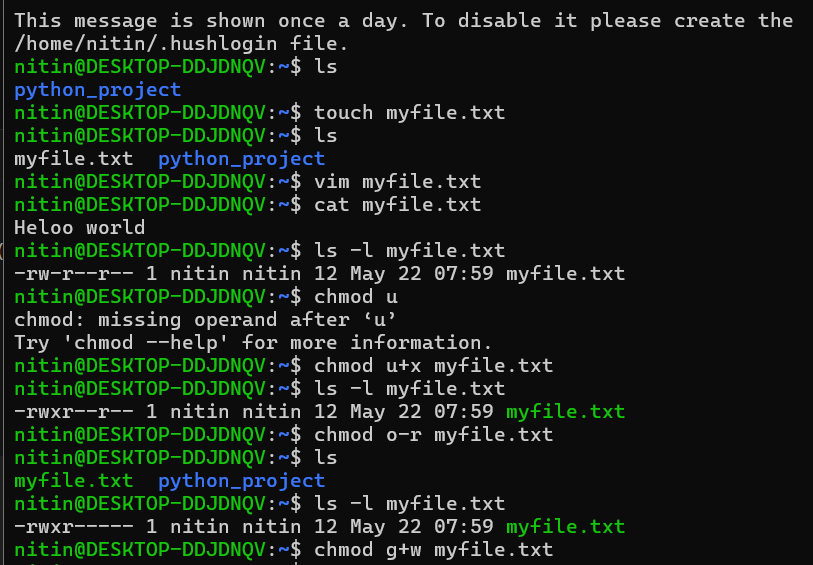 This message is shown once a day. To disable it please create the
/home/nitin/.hushlogin file.
nitin@DESKTOP-DDJDNQV:~$ ls
python_project
nitin@DESKTOP-DDJDNQV:~$ touch myfile.txt
nitin@DESKTOP-DDJDNQV:~$ ls
myfile.txt  python_project
nitin@DESKTOP-DDJDNQV:~$ vim myfile.txt
nitin@DESKTOP-DDJDNQV:~$ cat myfile.txt
Heloo world
nitin@DESKTOP-DDJDNQV:~$ ls -l myfile.txt
-rw-r--r-- 1 nitin nitin 12 May 22 07:59 myfile.txt
nitin@DESKTOP-DDJDNQV:~$ chmod u
chmod: missing operand after ‘u’
Try 'chmod --help' for more information.
nitin@DESKTOP-DDJDNQV:~$ chmod u+x myfile.txt
nitin@DESKTOP-DDJDNQV:~$ ls -l myfile.txt
-rwxr--r-- 1 nitin nitin 12 May 22 07:59 myfile.txt
nitin@DESKTOP-DDJDNQV:~$ chmod o-r myfile.txt
nitin@DESKTOP-DDJDNQV:~$ ls
myfile.txt  python_project
nitin@DESKTOP-DDJDNQV:~$ ls -l myfile.txt
-rwxr----- 1 nitin nitin 12 May 22 07:59 myfile.txt
nitin@DESKTOP-DDJDNQV:~$ chmod g+w myfile.txt